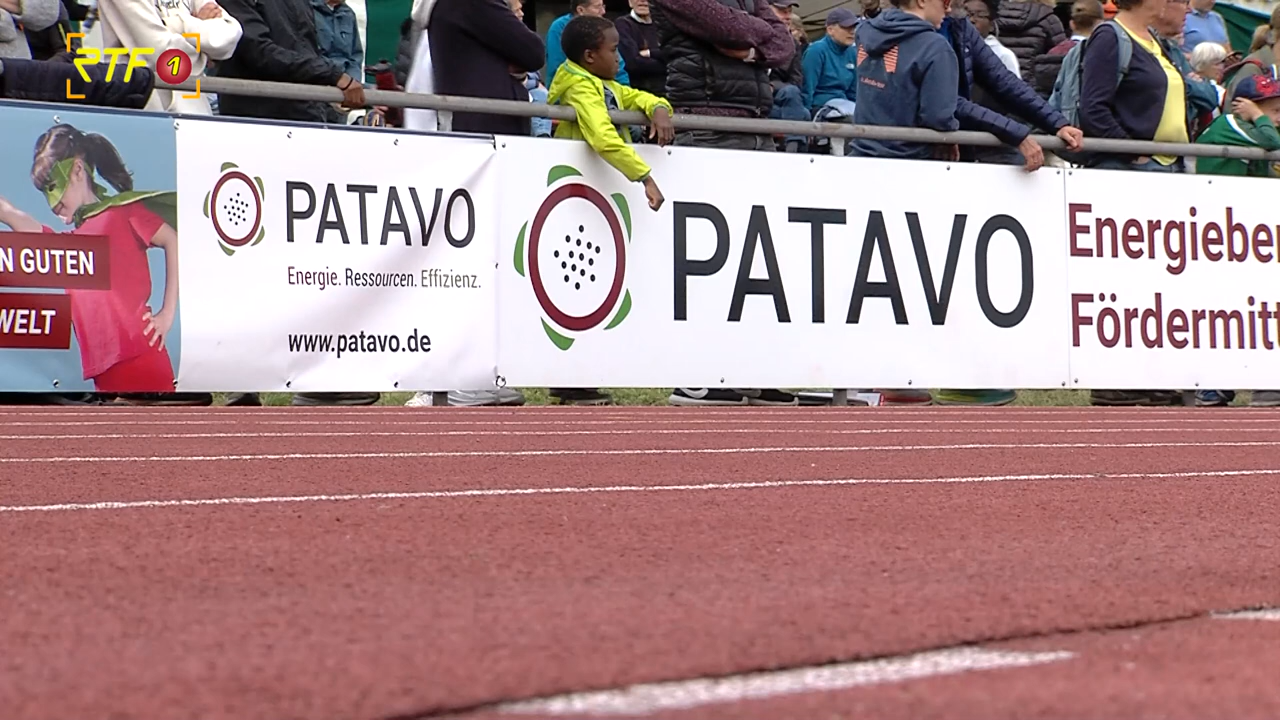 RTF 1
N GUTEN
WELT
PATAVO
Energie. Ressourcen. Effizienz.
www.patavo.de
PATAVO
Energieber
Fördermitt